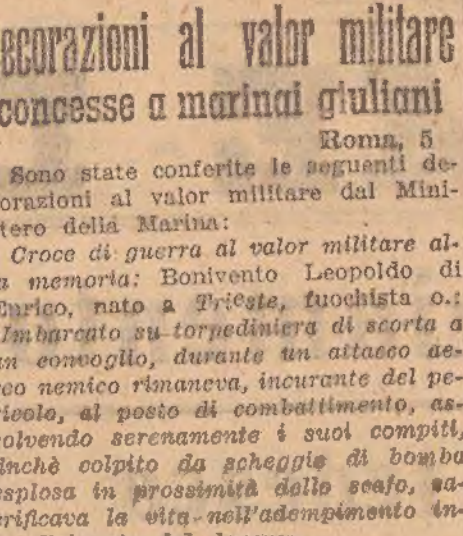 ecorazioni al valor militare
concesse a marinai giuliani
Roma, 5
Sono state conferite le seguenti de-
orazioni al valor militare dal Mini-
tero della Marina:
Croce di guerra al valor militare al-
a memoria: Bonivento Leopoldo di
Enrico, nato a Trieste, fuochista o.:
Imbarcato su torpediniera di scorta a
un convoglio, durante un attacco ae-
reo nemico rimaneva, incurante del pe-
ricolo, al posto di combattimento, as-
solvendo serenamente i suoi compiti,
finchè colpito da scheggie di bomba
esplosa in prossimità dello scafo, sa-
crificava la vita nell'adempimento in-